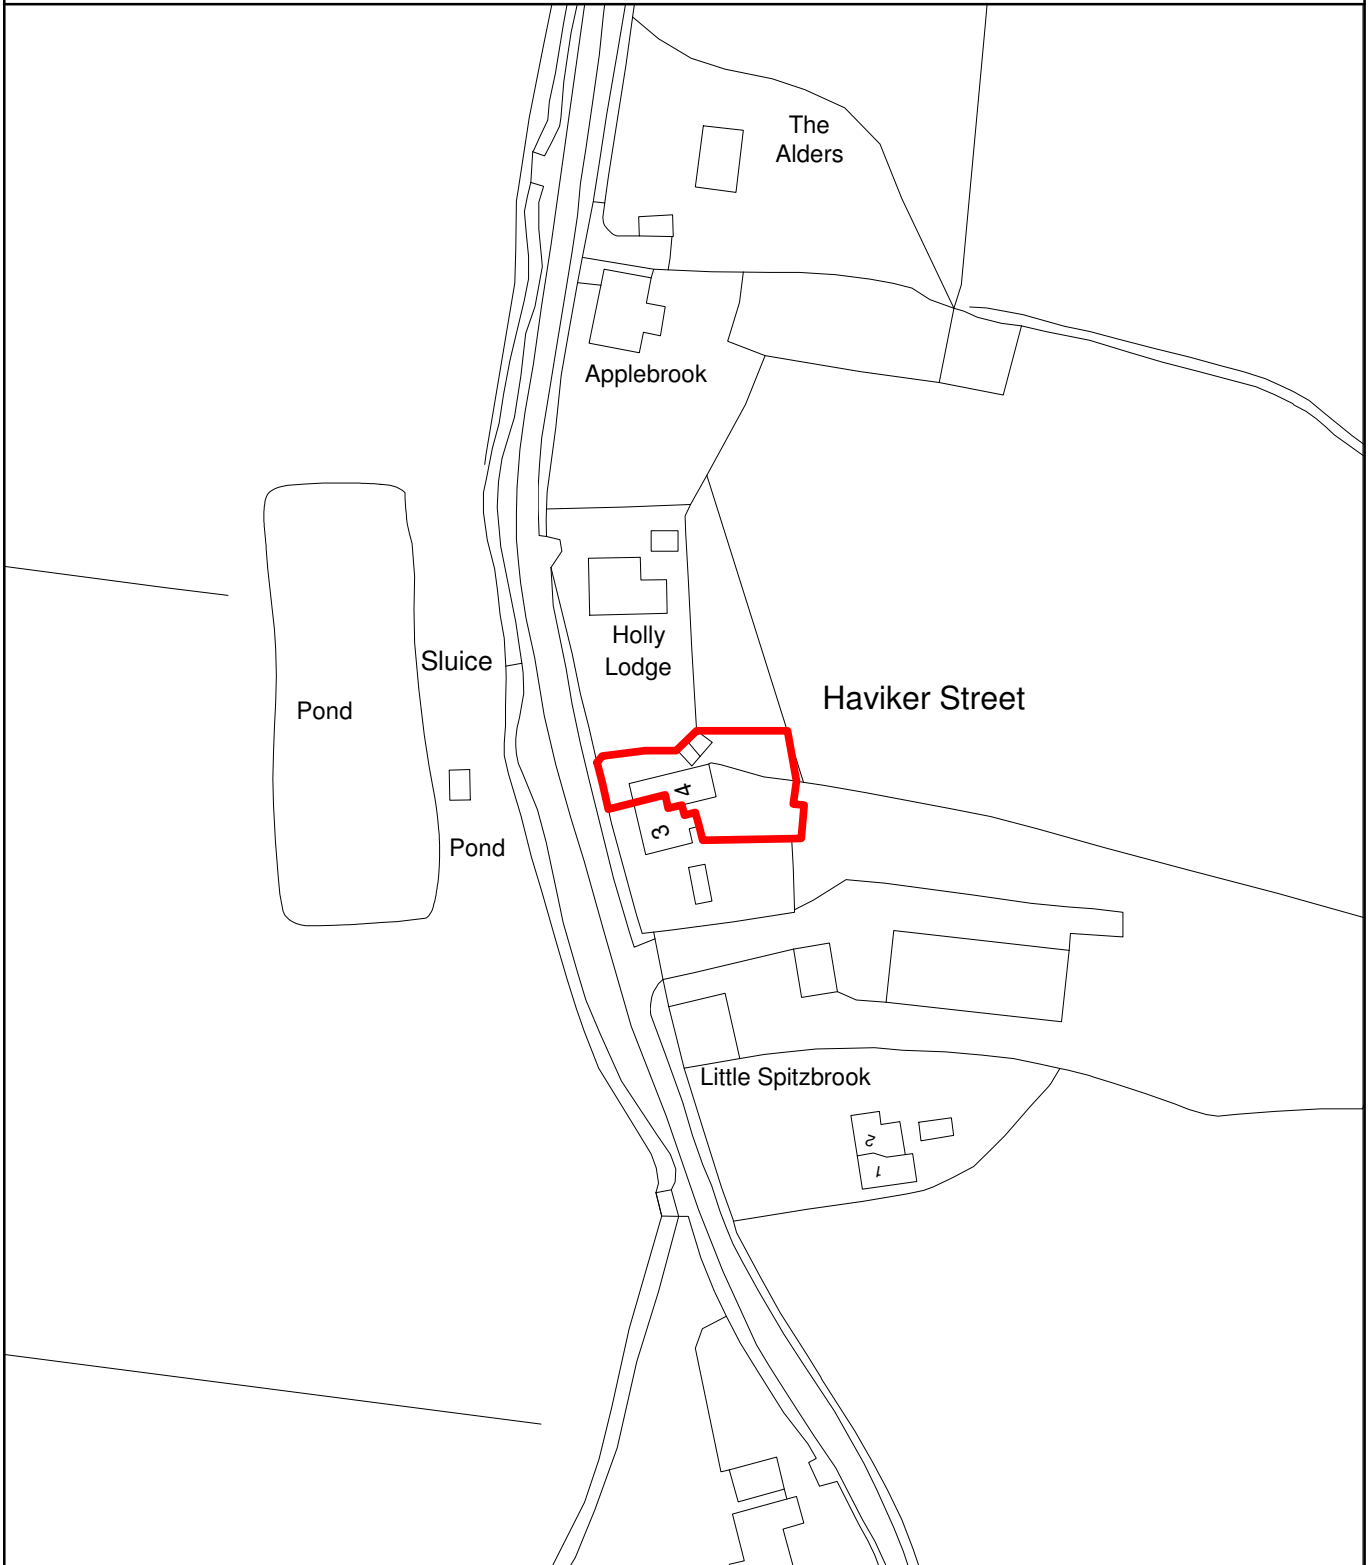 The
Alders
Applebrook
Holly
Lodge
Sluice
Haviker Street
Pond
4
3
Pond
Little Spitzbrook
2
1